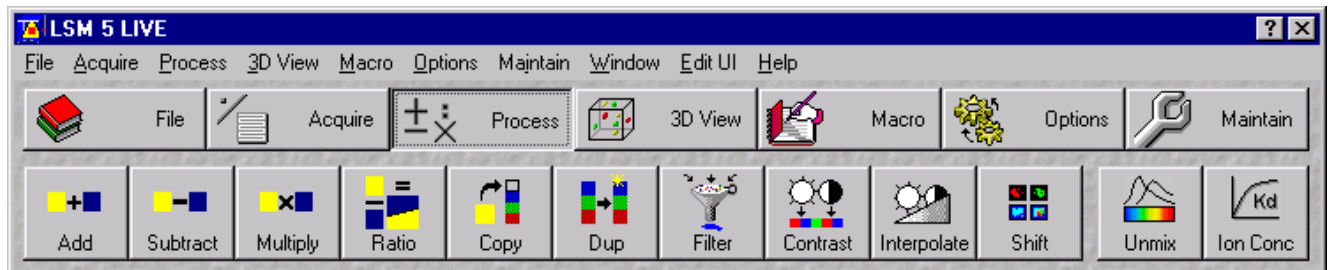 LSM 5 LIVE ? ×
File Acquire Process 3D View Macro Options Maintain Window Edit UI Help
File Acquire Process 3D View Macro Options Maintain
Kd
Add Subtract Multiply Ratio Copy Dup Filter Contrast Interpolate Shift Unmix Ion Conc